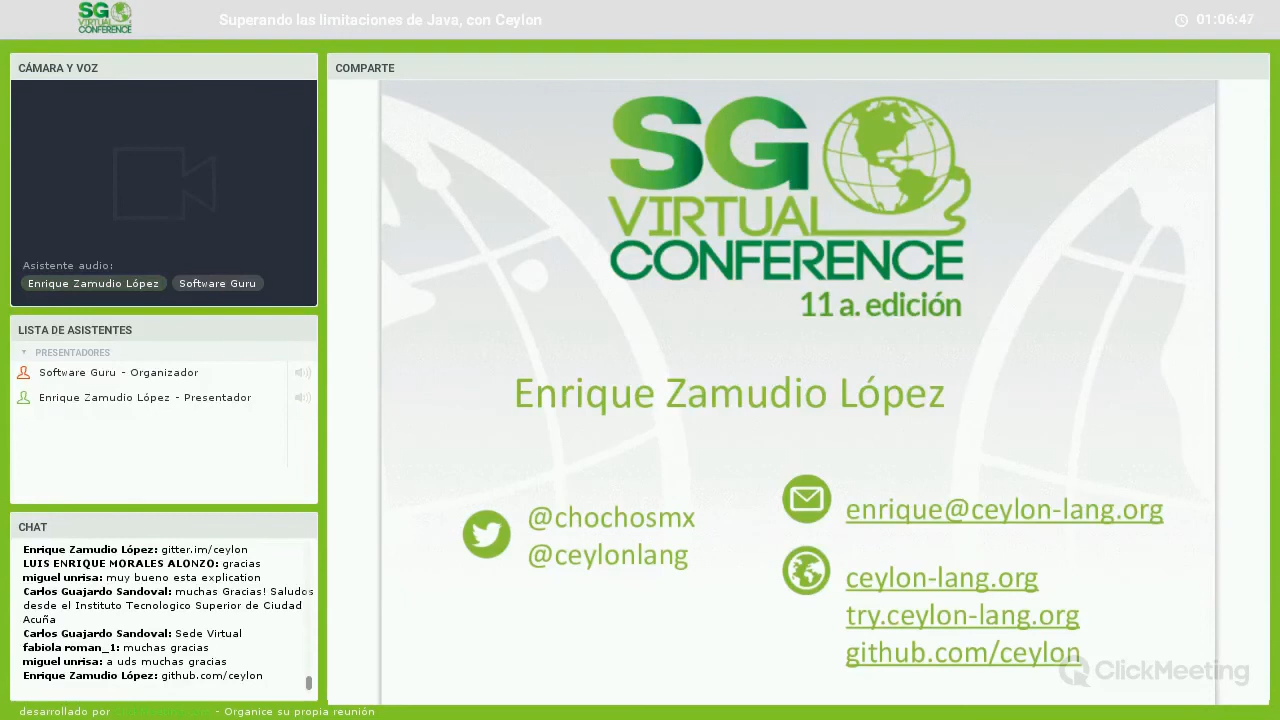 SG
VIRTUAL
CONFERENCE
Superando las limitaciones de Java, con Ceylon
01:06:47
CÁMARA Y VOZ
Asistente audio:
Enrique Zamudio López
Software Guru
LISTA DE ASISTENTES
PRESENTADORES
Software Guru - Organizador
Enrique Zamudio López - Presentador
CHAT
Enrique Zamudio López: gitter.im/ceylon
LUIS ENRIQUE MORALES ALONZO: gracias
miguel unrisa: muy bueno esta explication
Carlos Guajardo Sandoval: muchas Gracias! Saludos
desde el Instituto Tecnologico Superior de Ciudad
Acuña
Carlos Guajardo Sandoval: Sede Virtual
fabiola roman_1: muchas gracias
miguel unrisa: a uds muchas gracias
Enrique Zamudio López: github.com/ceylon
COMPARTE
SG
VIRTUAL
CONFERENCE
11 a. edición
Enrique Zamudio López
@chochosmx
@ceylonlang
enrique@ceylon-lang.org
ceylon-lang.org
try.ceylon-lang.org
github.com/ceylon
ClickMeeting
desarrollado por - Organice su propia reunión